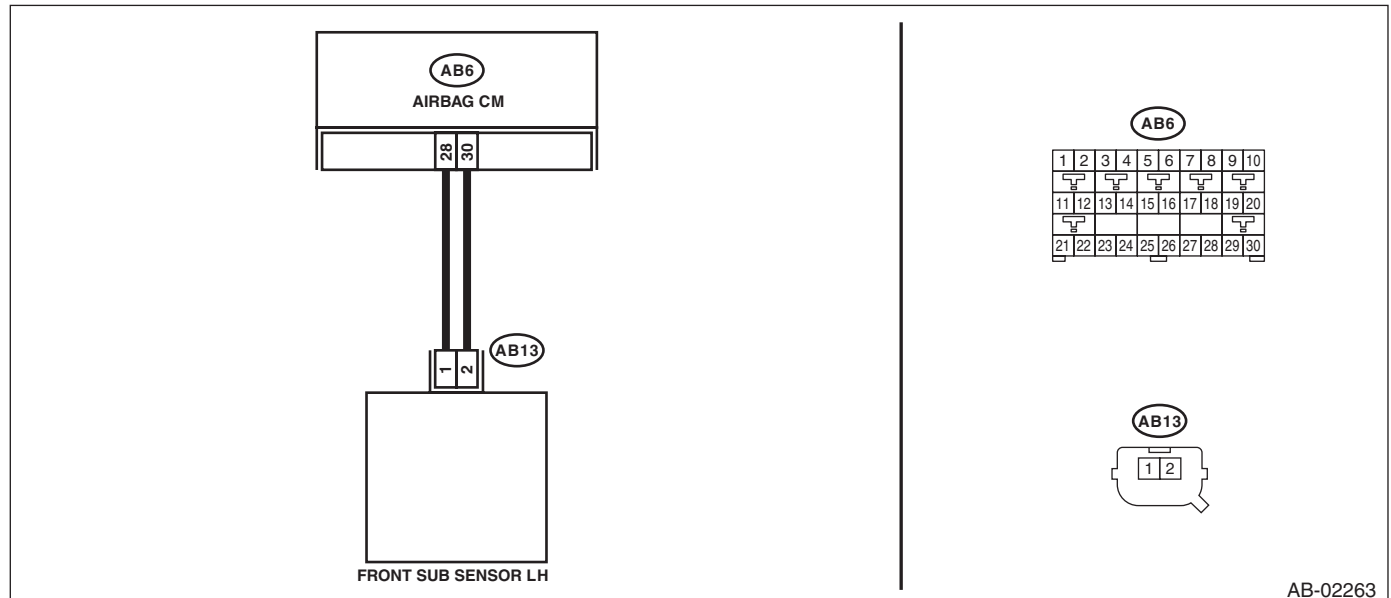 AB6
AIRBAG CM
28 30
AB13
1 2
FRONT SUB SENSOR LH
AB6
1 2 3 4 5 6 7 8 9 10
11 12 13 14 15 16 17 18 19 20
21 22 23 24 25 26 27 28 29 30
AB13
1 2
AB-02263